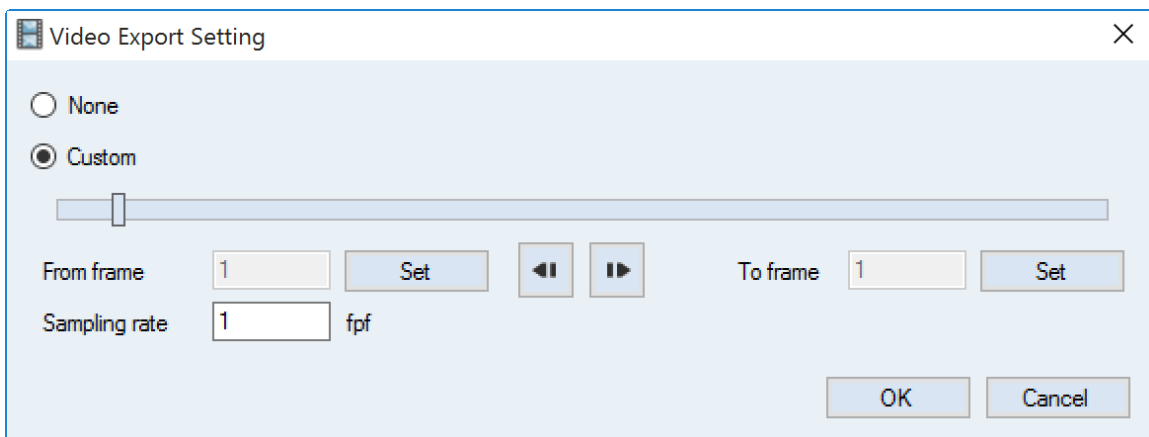 Video Export Setting
None
Custom
From frame 1 Set To frame 1 Set
Sampling rate 1 fpf
OK Cancel